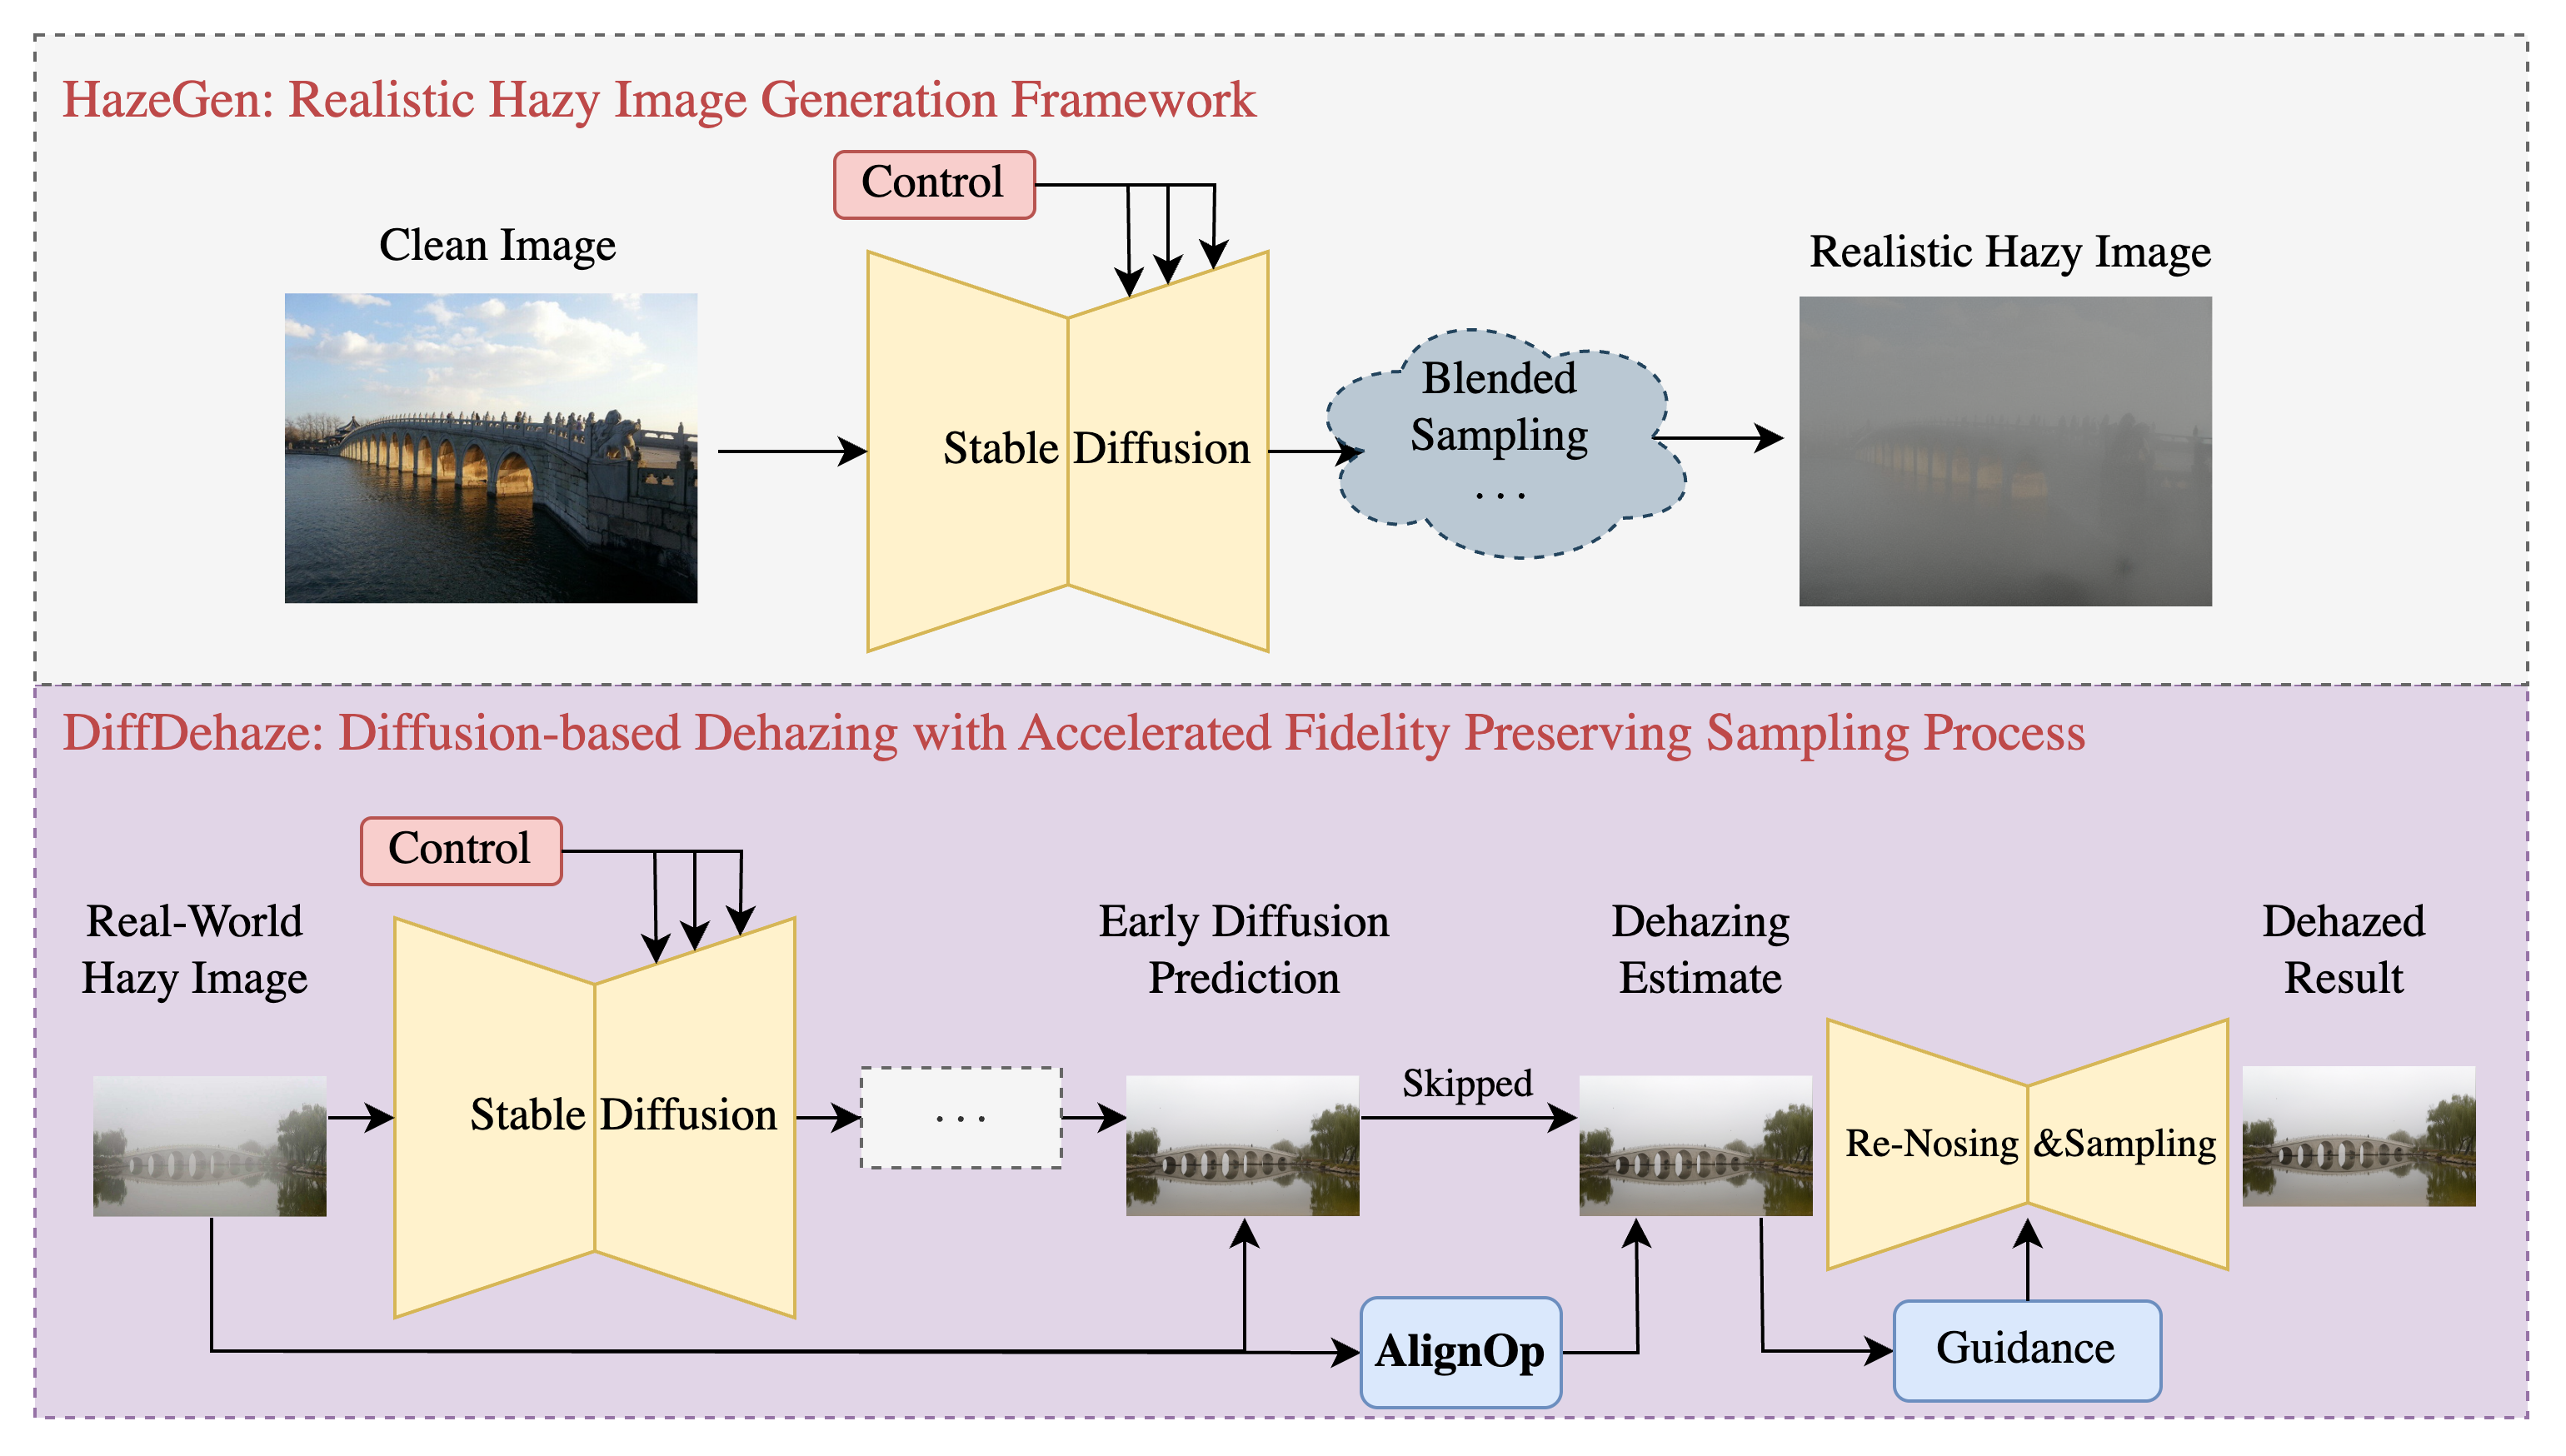 HazeGen: Realistic Hazy Image Generation Framework
Control
Clean Image
Realistic Hazy Image
Stable Diffusion
Blended
Sampling
...
DiffDehaze: Diffusion-based Dehazing with Accelerated Fidelity Preserving Sampling Process
Control
Real-World
Hazy Image
Stable Diffusion
...
Early Diffusion
Prediction
Skipped
Dehazing
Estimate
Re-Nosing &Sampling
Dehazed
Result
AlignOp
Guidance